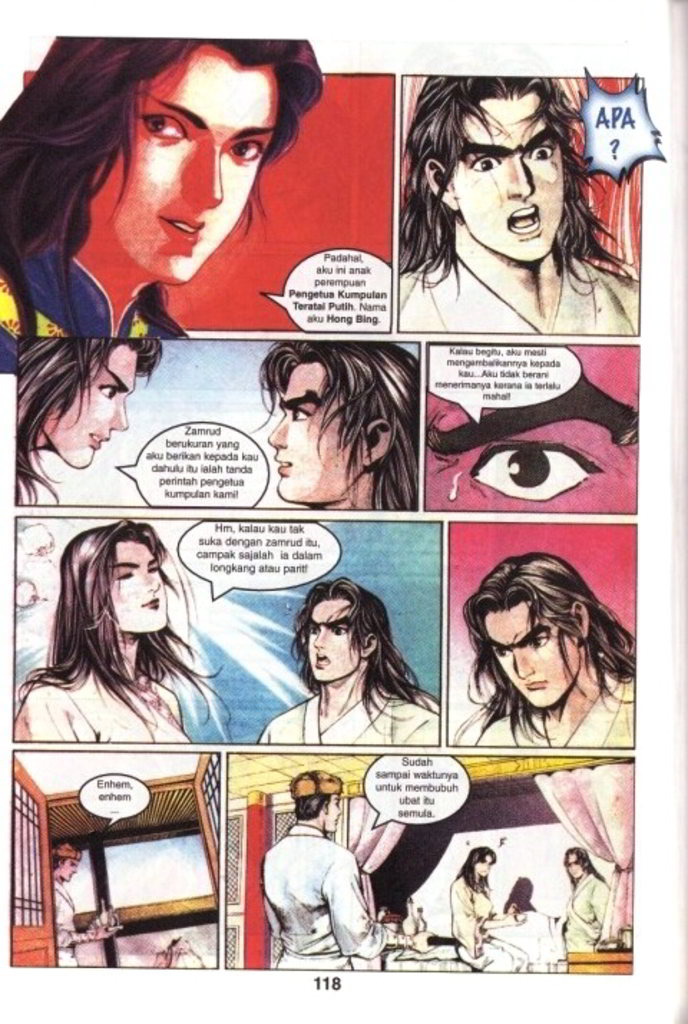 Padahal,
aku ini anak
perempuan
Pengetua Kumpulan
Teratai Putih. Nama
aku Hong Bing.
APA
?
Zamrud
berukuran yang
aku berikan kepada kau
dahulu itu ialah tanda
perintah pengetua
kumpulan kami!
Kalau begitu, aku mesti
mengembalikannya kepada
kau...Aku tidak berani
menerimanya kerana ia terlalu
mahal!
Hm, kalau kau tak
suka dengan zamrud itu,
campak sajalah ia dalam
longkang atau parit!
Enhem,
enhem
...
Sudah
sampai waktunya
untuk membubuh
ubat itu
semula.
118